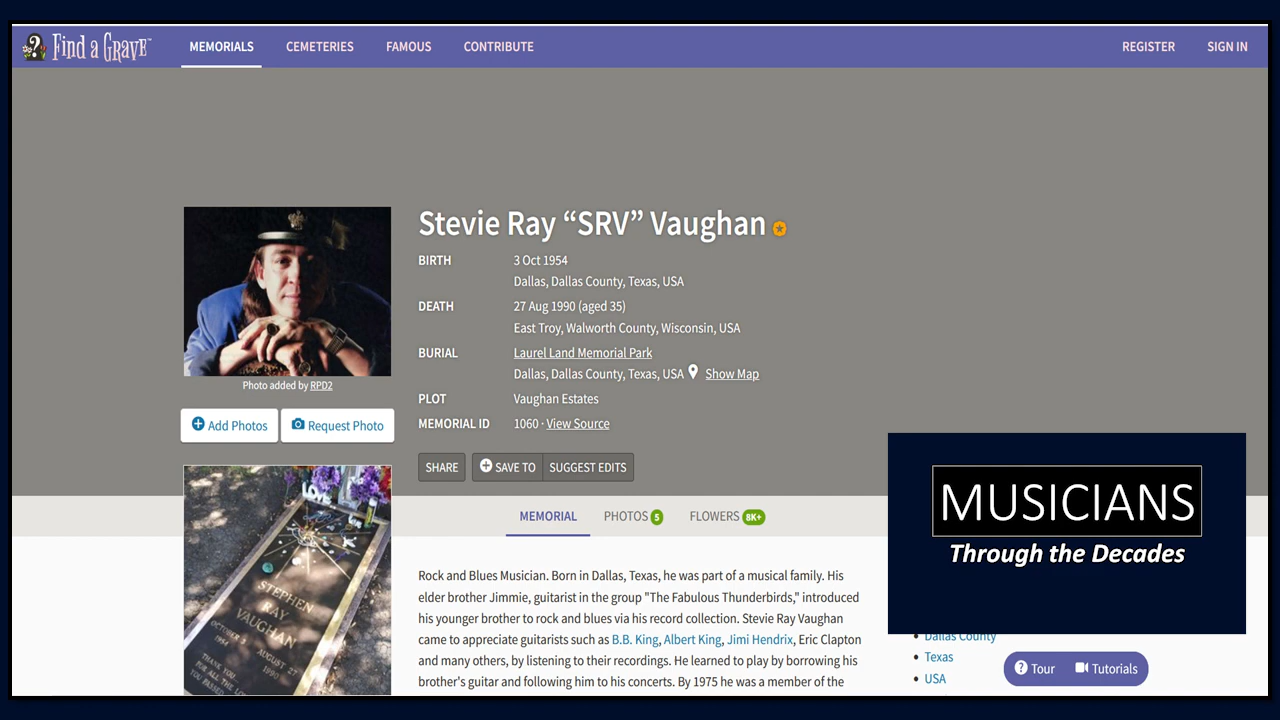 Find a Grave™
MEMORIALS
CEMETERIES
FAMOUS
CONTRIBUTE
REGISTER
SIGN IN
Stevie Ray “SRV” Vaughan
BIRTH
3 Oct 1954
Dallas, Dallas County, Texas, USA
DEATH
27 Aug 1990 (aged 35)
East Troy, Walworth County, Wisconsin, USA
BURIAL
Laurel Land Memorial Park
Dallas, Dallas County, Texas, USA
Show Map
PLOT
Vaughan Estates
MEMORIAL ID
1060 · View Source
Photo added by RPD2
Add Photos
Request Photo
SHARE
SAVE TO
SUGGEST EDITS
MEMORIAL
PHOTOS 5
FLOWERS 8K+
LOVE
STEPHEN
RAY
VAUGHAN
OCTOBER 3
1954
AUGUST 27
1990
THANK YOU
FOR ALL THE LOVE
YOU PASSED
Rock and Blues Musician. Born in Dallas, Texas, he was part of a musical family. His
elder brother Jimmie, guitarist in the group "The Fabulous Thunderbirds," introduced
his younger brother to rock and blues via his record collection. Stevie Ray Vaughan
came to appreciate guitarists such as B.B. King, Albert King, Jimi Hendrix, Eric Clapton
and many others, by listening to their recordings. He learned to play by borrowing his
brother's guitar and following him to his concerts. By 1975 he was a member of the
MUSICIANS
Through the Decades
Dallas County
Texas
USA
Tour
Tutorials